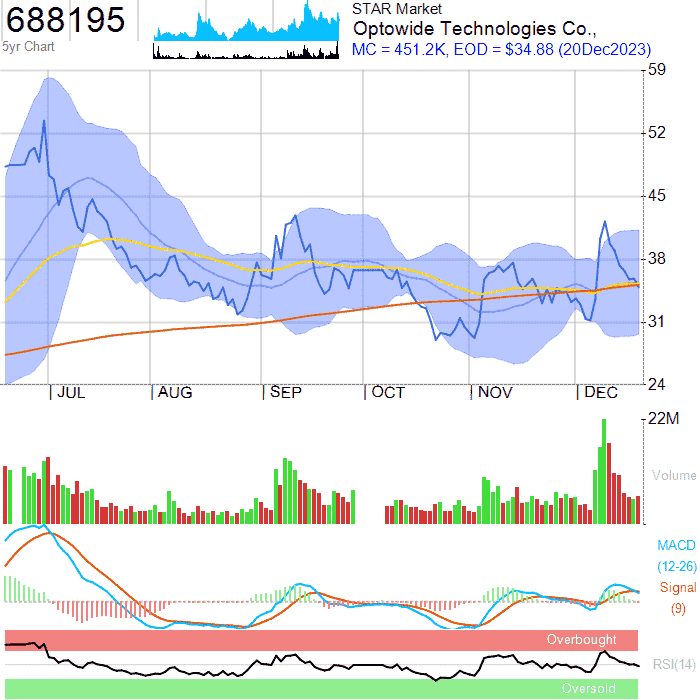 688195
5yr Chart
STAR Market
Optowide Technologies Co.,
MC = 451.2K, EOD = $34.88 (20Dec2023)
59
52
45
38
31
24
JUL AUG SEP OCT NOV DEC
22M
Volume
MACD
(12-26)
Signal
(9)
Overbought
RSI(14)
Oversold